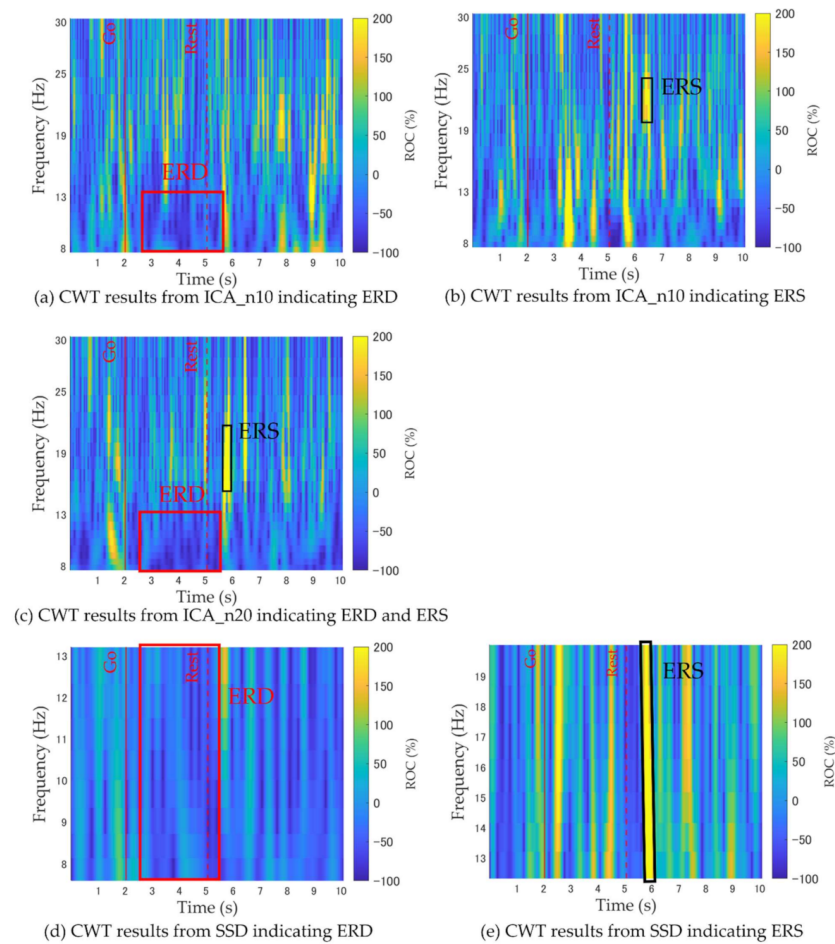 30
25
19
13
8
Frequency (Hz)
Go
Rest
ERD
1 2 3 4 5 6 7 8 9 10
Time (s)
200
150
100
50
0
-50
-100
ROC (%)
(a) CWT results from ICA_n10 indicating ERD
30
25
19
13
8
Frequency (Hz)
Go
Rest
ERS
1 2 3 4 5 6 7 8 9 10
Time (s)
200
150
100
50
0
-50
-100
ROC (%)
(b) CWT results from ICA_n10 indicating ERS
30
25
19
13
8
Frequency (Hz)
Go
Rest
ERS
ERD
1 2 3 4 5 6 7 8 9 10
Time (s)
200
150
100
50
0
-50
-100
ROC (%)
(c) CWT results from ICA_n20 indicating ERD and ERS
13
12
11
10
9
8
Frequency (Hz)
Go
Rest
ERD
1 2 3 4 5 6 7 8 9 10
Time (s)
200
150
100
50
0
-50
-100
ROC (%)
(d) CWT results from SSD indicating ERD
19
18
17
16
15
14
13
Frequency (Hz)
Go
Rest
ERS
1 2 3 4 5 6 7 8 9 10
Time (s)
200
150
100
50
0
-50
-100
ROC (%)
(e) CWT results from SSD indicating ERS